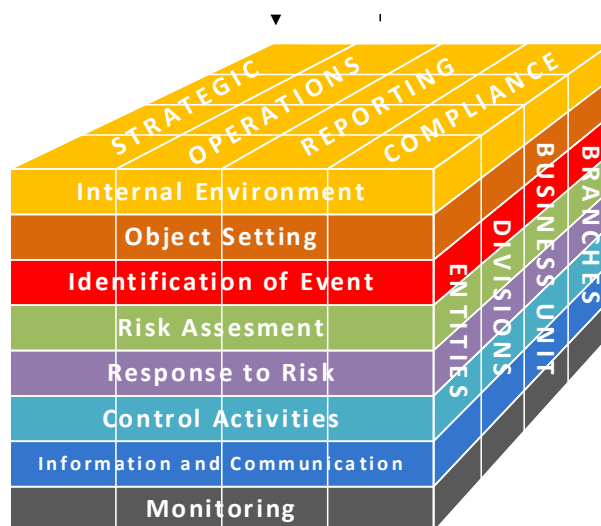 STRATEGIC
OPERATIONS
REPORTING
COMPLIANCE
Internal Environment
Object Setting
Identification of Event
Risk Assesment
Response to Risk
Control Activities
Information and Communication
Monitoring
ENTITIES
DIVISIONS
BUSINESS UNIT
BRANCHES